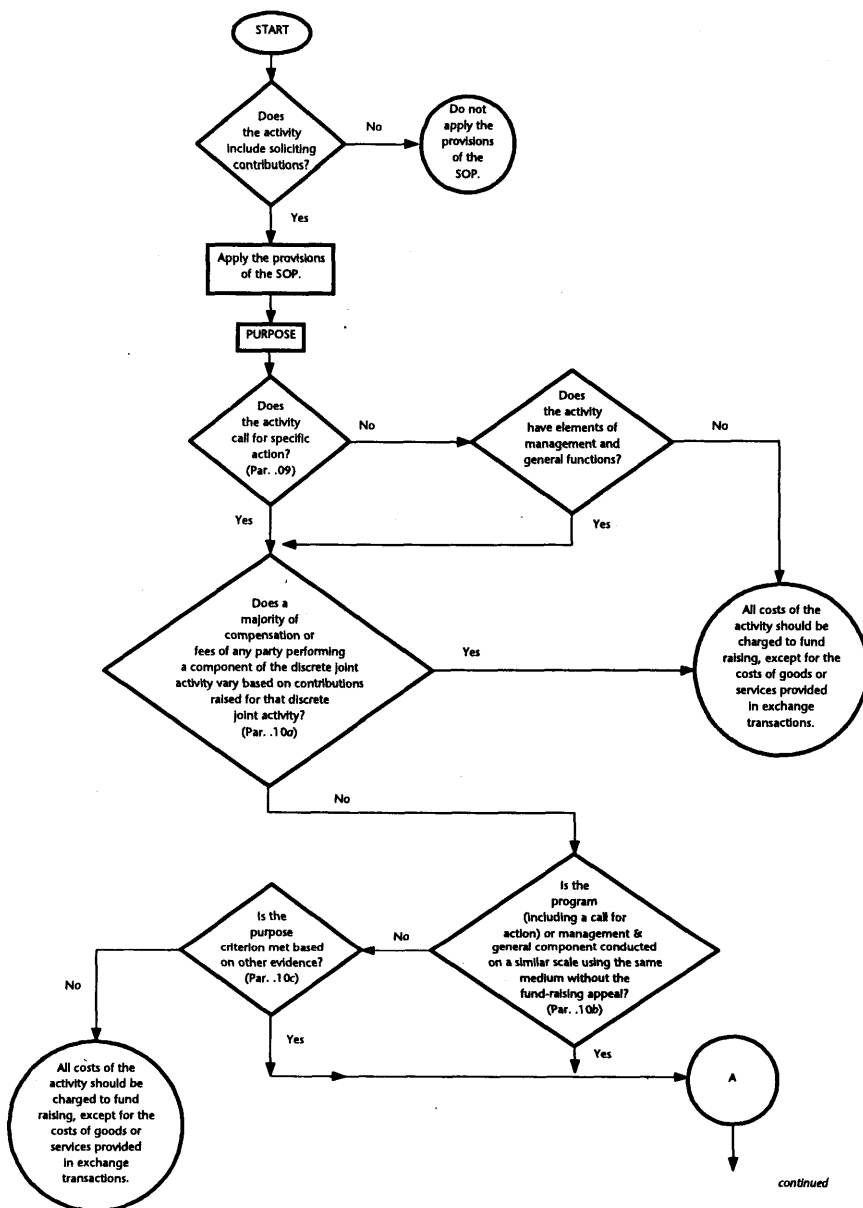 START
Does
the activity
include soliciting
contributions?
No
Do not
apply the
provisions
of the
SOP.
Yes
Apply the provisions
of the SOP.
PURPOSE
Does
the activity
call for specific
action?
(Par. .09)
No
Does
the activity
have elements of
management and
general functions?
No
Yes
Yes
Does a
majority of
compensation or
fees of any party performing
a component of the discrete joint
activity vary based on contributions
raised for that discrete
joint activity?
(Par. .10a)
Yes
All costs of the
activity should be
charged to fund
raising, except for the
costs of goods or
services provided
in exchange
transactions.
No
Is the
program
(including a call for
action) or management &
general component conducted
on a similar scale using the same
medium without the
fund-raising appeal?
(Par. .10b)
No
Is the
purpose
criterion met based
on other evidence?
(Par. .10c)
No
Yes
Yes
All costs of the
activity should be
charged to fund
raising, except for the
costs of goods or
services provided
in exchange
transactions.
A
continued